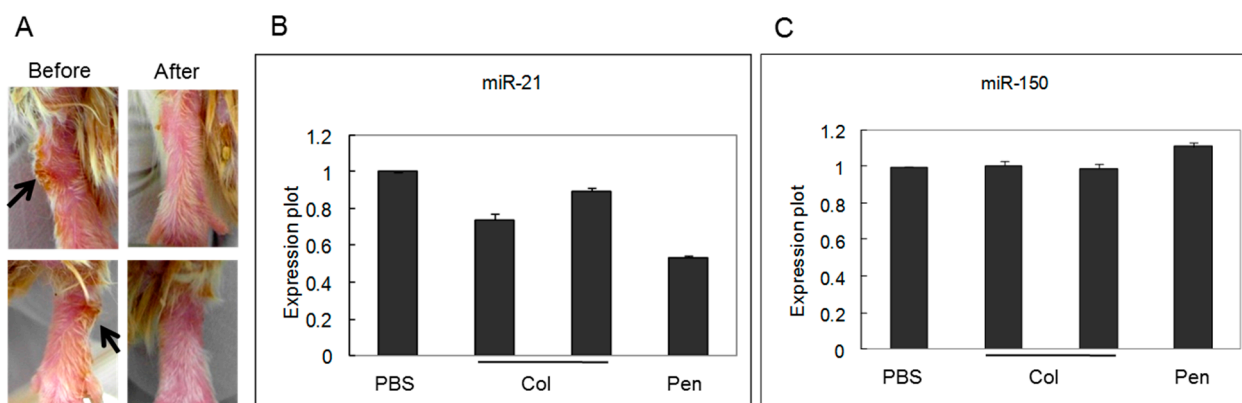 A
Before
After
B
miR-21
Expression plot
1.2
1
0.8
0.6
0.4
0.2
0
PBS
Col
Pen
C
miR-150
Expression plot
1.2
1
0.8
0.6
0.4
0.2
0
PBS
Col
Pen